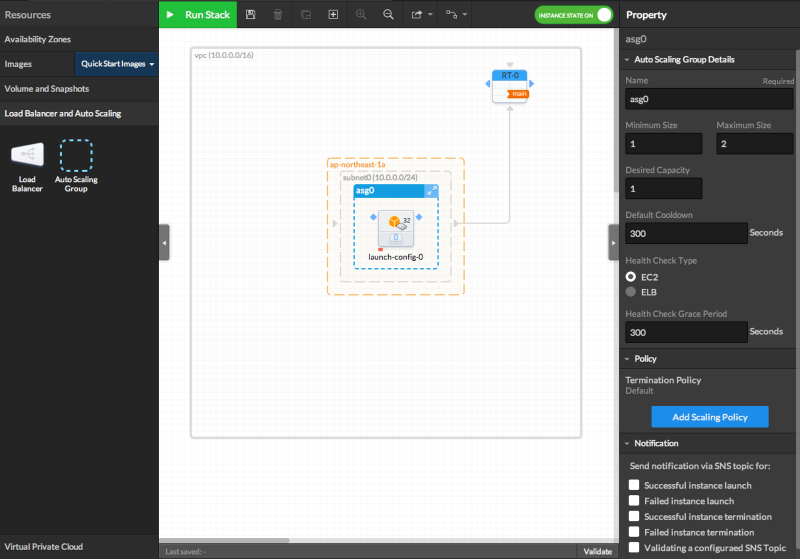 Resources
Run Stack
INSTANCE STATE ON
Property
Availability Zones
asg0
Images
Quick Start Images
Volume and Snapshots
Load Balancer and Auto Scaling
Load Balancer
Auto Scaling Group
Virtual Private Cloud
vpc (10.0.0.0/16)
RT-0
main
ap-northeast-1a
subnet0 (10.0.0.0/24)
asg0
32
0
launch-config-0
Last saved: -
Validate
Auto Scaling Group Details
Name
Required
asg0
Minimum Size
Maximum Size
1
2
Desired Capacity
1
Default Cooldown
300
Seconds
Health Check Type
EC2
ELB
Health Check Grace Period
300
Seconds
Policy
Termination Policy
Default
Add Scaling Policy
Notification
Send notification via SNS topic for:
Successful instance launch
Failed instance launch
Successful instance termination
Failed instance termination
Validating a configuraed SNS Topic